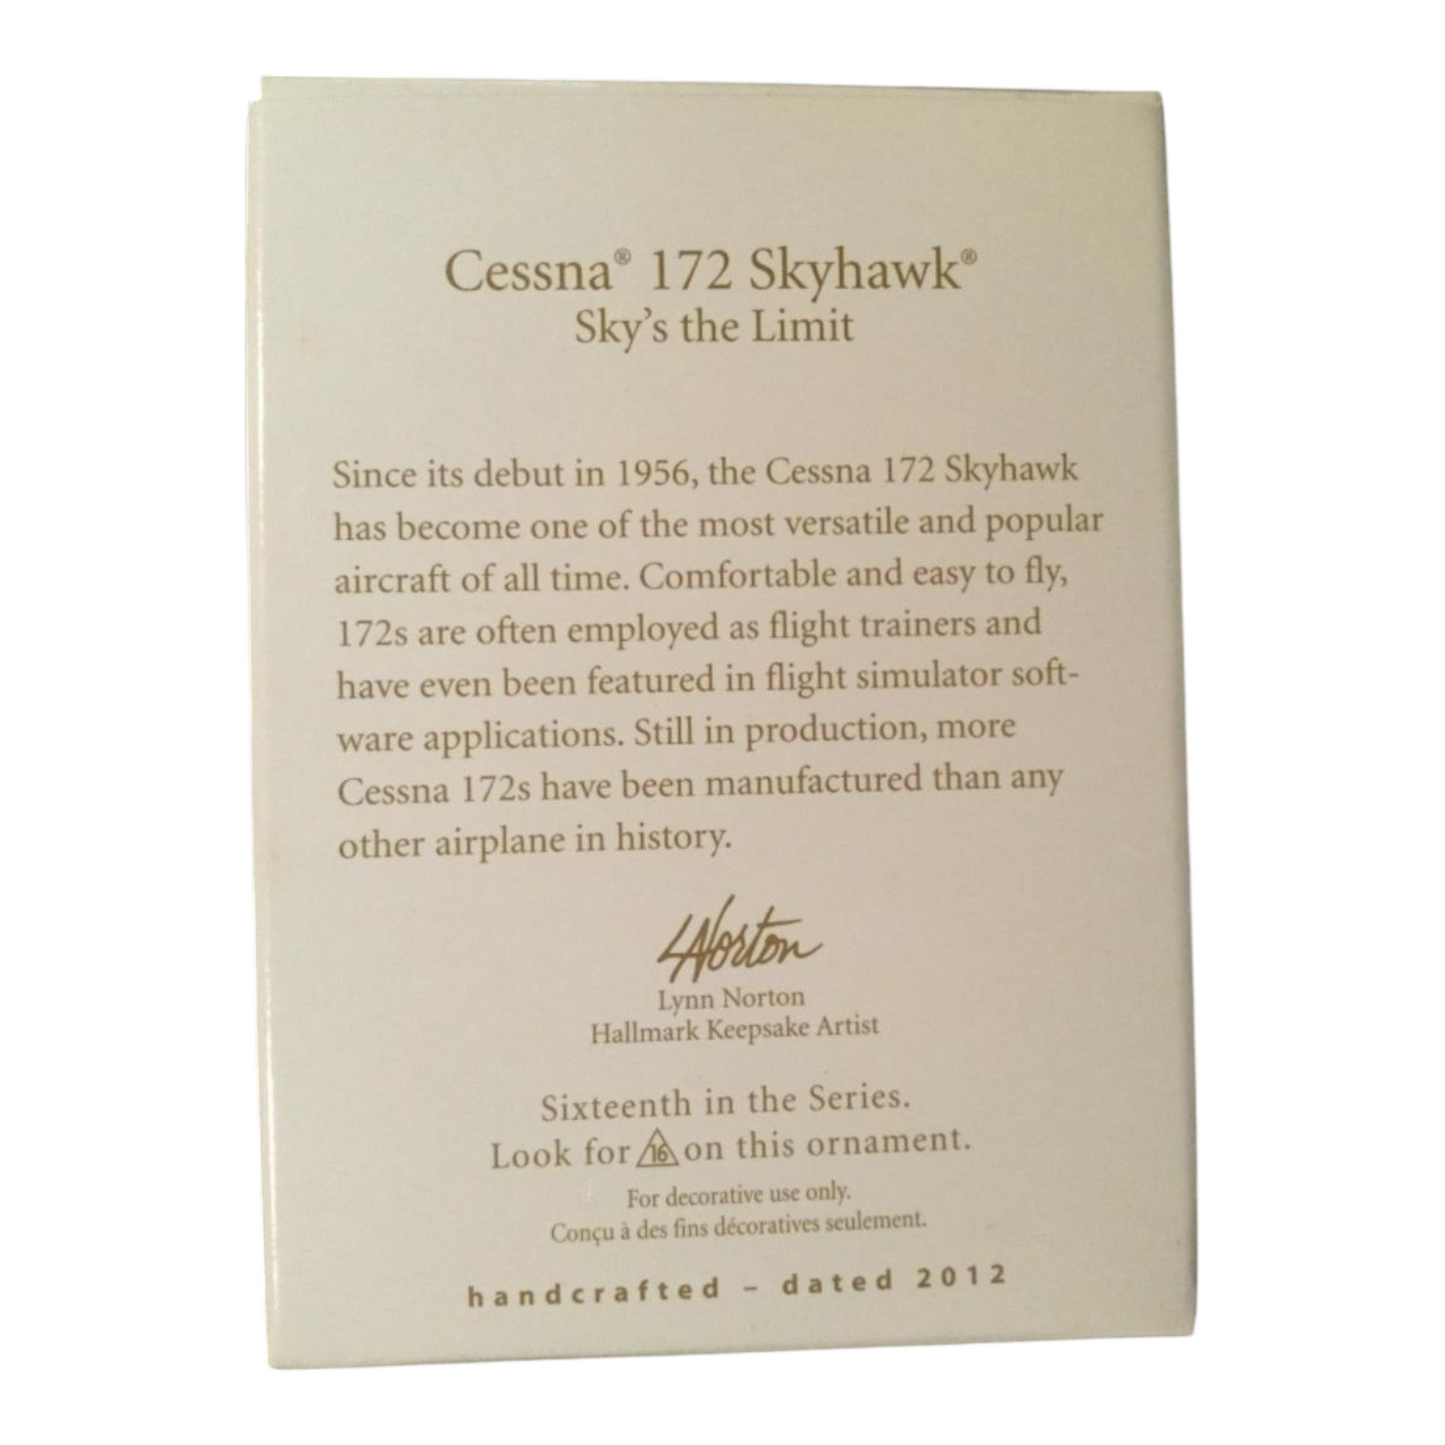 Cessna® 172 Skyhawk®
Sky's the Limit
Since its debut in 1956, the Cessna 172 Skyhawk
has become one of the most versatile and popular
aircraft of all time. Comfortable and easy to fly,
172s are often employed as flight trainers and
have even been featured in flight simulator soft-
ware applications. Still in production, more
Cessna 172s have been manufactured than any
other airplane in history.
LNorton
Lynn Norton
Hallmark Keepsake Artist
Sixteenth in the Series.
Look for 16 on this ornament.
For decorative use only.
Conçu à des fins décoratives seulement.
handcrafted – dated 2012